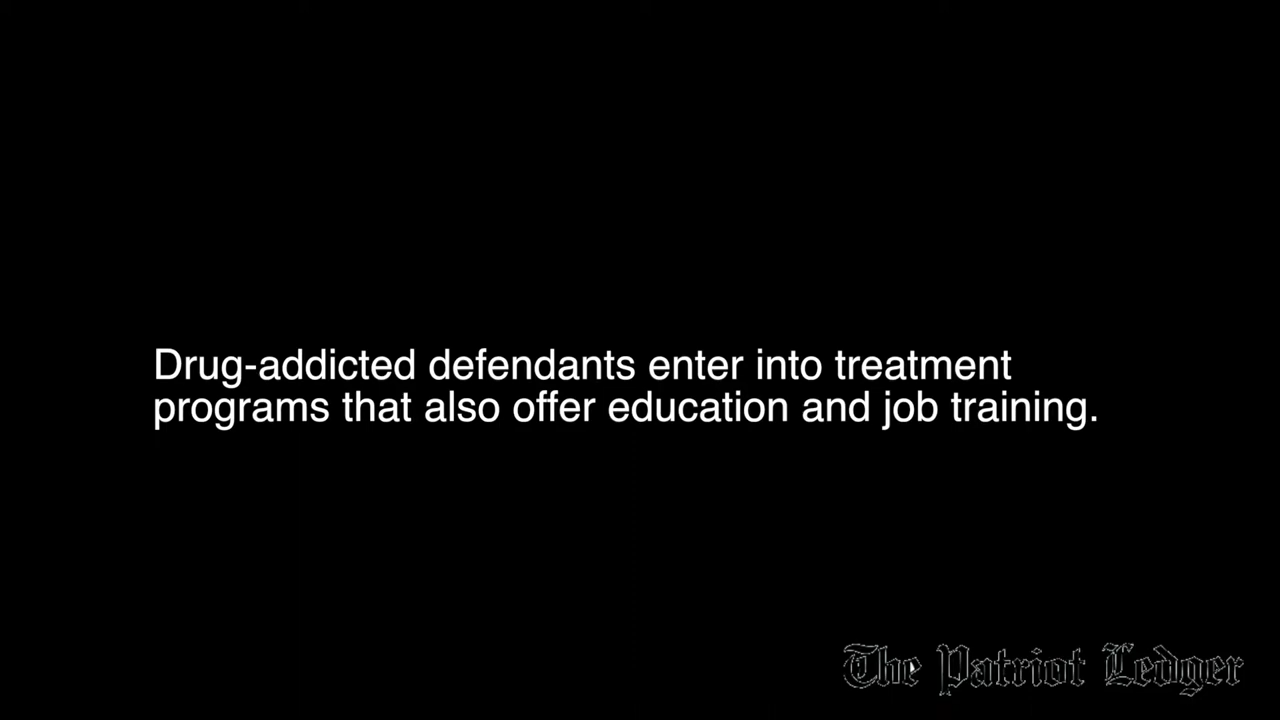 Drug-addicted defendants enter into treatment
programs that also offer education and job training.
The Patriot Ledger